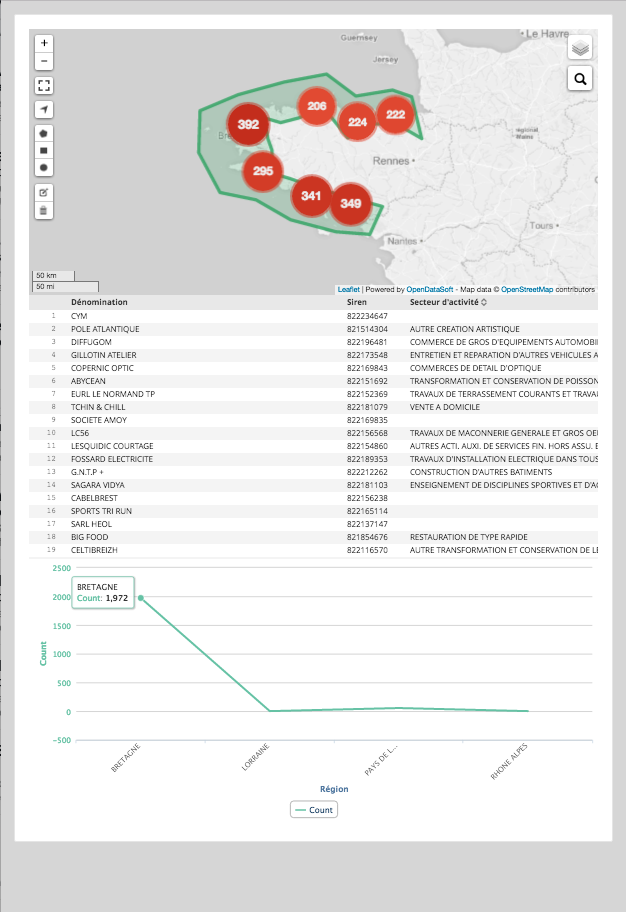 Guernsey
Le Havre
Jersey
+
−
392
206
224
222
295
341
349
Rennes
Nantes
Tours
50 km
50 mi
Leaflet | Powered by OpenDataSoft - Map data © OpenStreetMap contributors
Dénomination Siren Secteur d'activité
1 CYM 822234647
2 POLE ATLANTIQUE 821514304 AUTRE CREATION ARTISTIQUE
3 DIFFUGOM 822196481 COMMERCE DE GROS D'EQUIPEMENTS AUTOMOBI
4 GILLOTIN ATELIER 822173548 ENTRETIEN ET REPARATION D'AUTRES VEHICULES A
5 COPERNIC OPTIC 822169843 COMMERCES DE DETAIL D'OPTIQUE
6 ABYCEAN 822151692 TRANSFORMATION ET CONSERVATION DE POISSON
7 EURL LE NORMAND TP 822152369 TRAVAUX DE TERRASSEMENT COURANTS ET TRAVA
8 TCHIN & CHILL 822181079 VENTE A DOMICILE
9 SOCIETE AMOY 822169835
10 LC56 822156568 TRAVAUX DE MACONNERIE GENERALE ET GROS OE
11 LESQUIDIC COURTAGE 822154860 AUTRES ACTI. AUXI. DE SERVICES FIN. HORS ASSU. E
12 FOSSARD ELECTRICITE 822189353 TRAVAUX D'INSTALLATION ELECTRIQUE DANS TOUS
13 G.N.T.P + 822212262 CONSTRUCTION D'AUTRES BATIMENTS
14 SAGARA VIDYA 822181103 ENSEIGNEMENT DE DISCIPLINES SPORTIVES ET D'AC
15 CABELBREST 822156238
16 SPORTS TRI RUN 822165114
17 SARL HEOL 822137147
18 BIG FOOD 821854676 RESTAURATION DE TYPE RAPIDE
19 CELTIBREIZH 822116570 AUTRE TRANSFORMATION ET CONSERVATION DE LE
2500
2000
1500
1000
500
0
−500
Count
BRETAGNE
Count: 1,972
BRETAGNE
LORRAINE
PAYS DE L...
RHONE ALPES
Région
Count